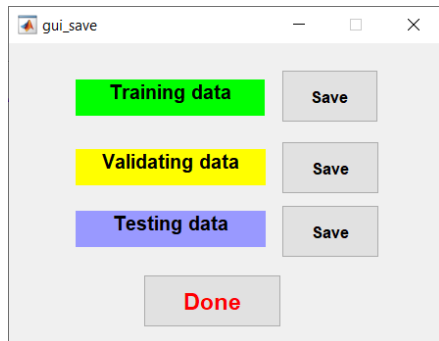 gui_save
Training data
Save
Validating data
Save
Testing data
Save
Done